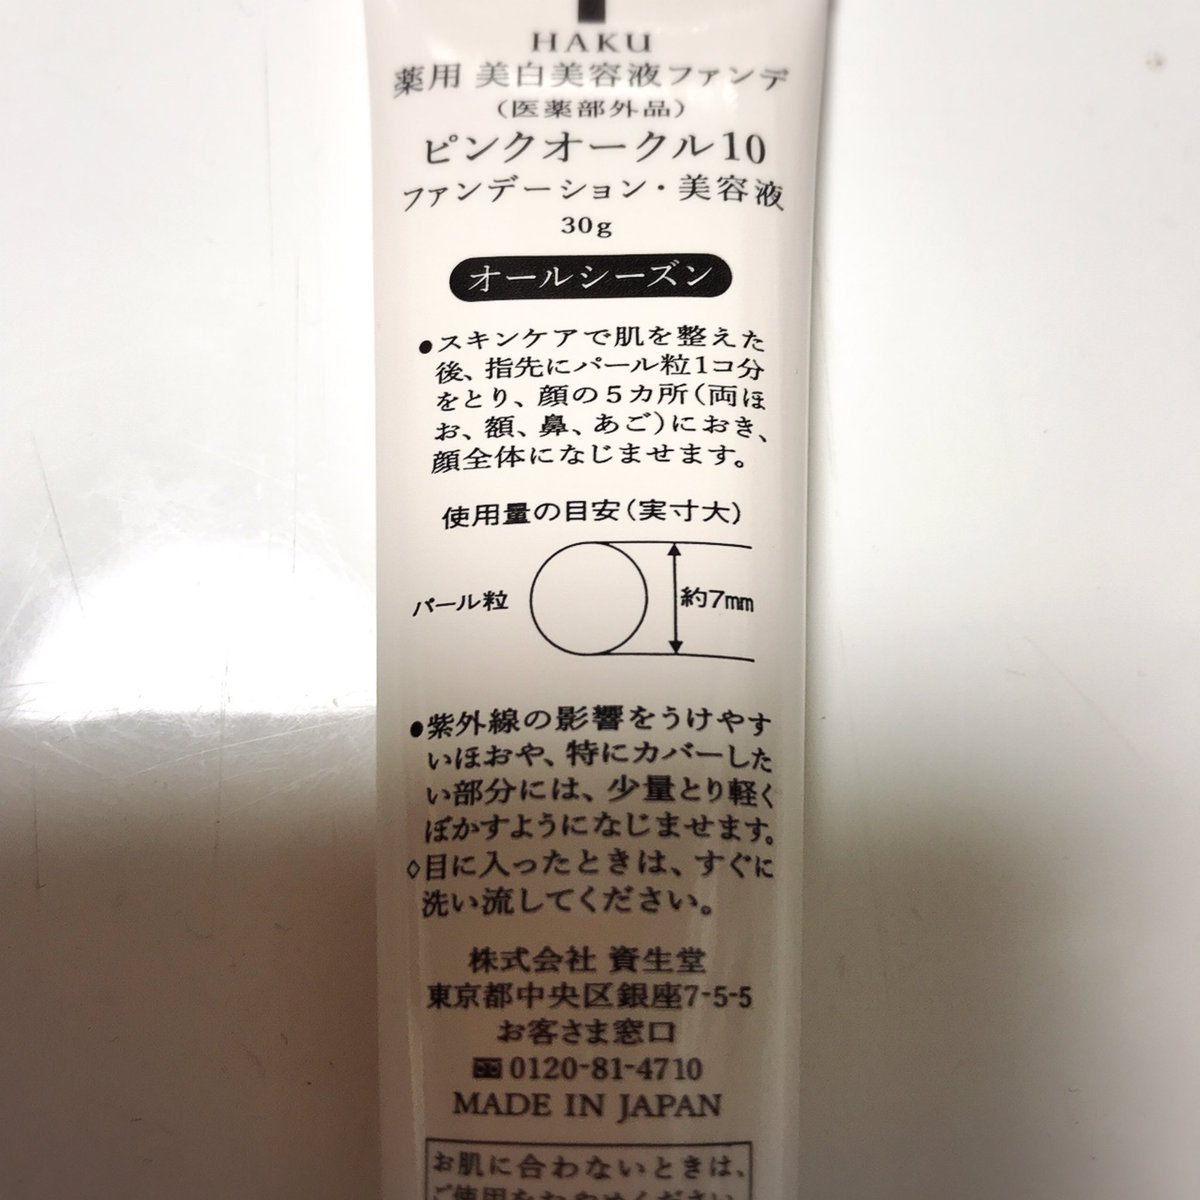 HAKU
薬用 美白美容液ファンデ
(医薬部外品)
ピンクオークル10
ファンデーション・美容液
30g
オールシーズン
●スキンケアで肌を整えた
後、指先にパール粒1コ分
をとり、顔の5カ所(両ほ
お、額、鼻、あご)におき、
顔全体になじませます。
使用量の目安(実寸大)
パール粒
約7mm
●紫外線の影響をうけやす
いほおや、特にカバーした
い部分には、少量とり軽く
ぼかすようになじませます。
◇目に入ったときは、すぐに
洗い流してください。
株式会社 資生堂
東京都中央区銀座7-5-5
お客さま窓口
0120-81-4710
MADE IN JAPAN
お肌に合わないときは、
ご使用をおやめください